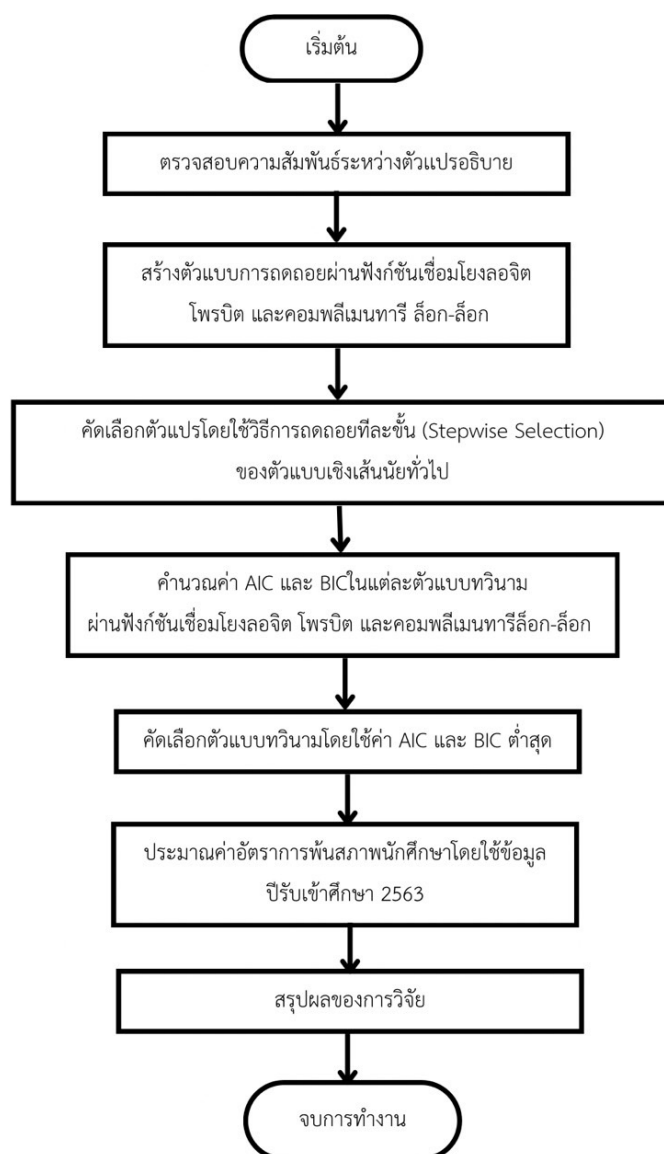 เริ่มต้น
ตรวจสอบความสัมพันธ์ระหว่างตัวแปรอธิบาย
สร้างตัวแบบการถดถอยผ่านฟังก์ชันเชื่อมโยงลอจิต
โพรบิต และคอมพลีเมนทารี ล็อก-ล็อก
คัดเลือกตัวแปรโดยใช้วิธีการถดถอยทีละขั้น (Stepwise Selection)
ของตัวแบบเชิงเส้นนัยทั่วไป
คำนวณค่า AIC และ BICในแต่ละตัวแบบทวินาม
ผ่านฟังก์ชันเชื่อมโยงลอจิต โพรบิต และคอมพลีเมนทารีล็อก-ล็อก
คัดเลือกตัวแบบทวินามโดยใช้ค่า AIC และ BIC ต่ำสุด
ประมาณค่าอัตราการพ้นสภาพนักศึกษาโดยใช้ข้อมูล
ปีรับเข้าศึกษา 2563
สรุปผลของการวิจัย
จบการทำงาน